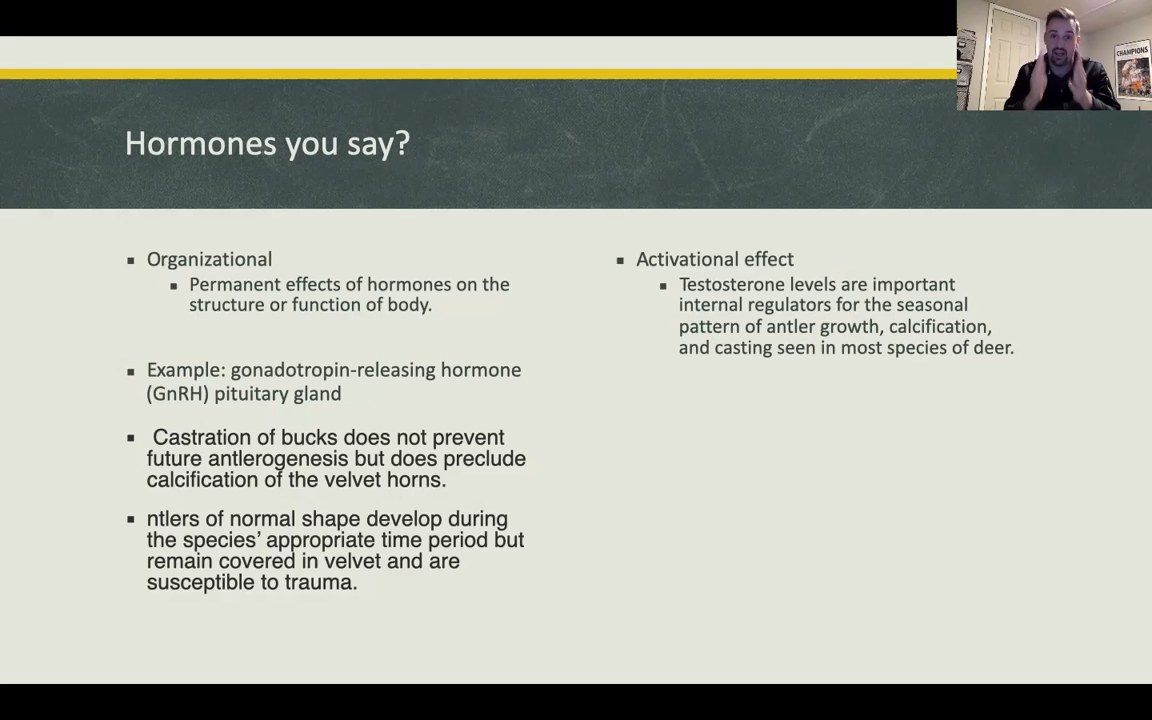 CHAMPIONS
Hormones you say?
Organizational
Permanent effects of hormones on the
structure or function of body.
Example: gonadotropin-releasing hormone
(GnRH) pituitary gland
Castration of bucks does not prevent
future antlerogenesis but does preclude
calcification of the velvet horns.
ntlers of normal shape develop during
the species’ appropriate time period but
remain covered in velvet and are
susceptible to trauma.
Activational effect
Testosterone levels are important
internal regulators for the seasonal
pattern of antler growth, calcification,
and casting seen in most species of deer.